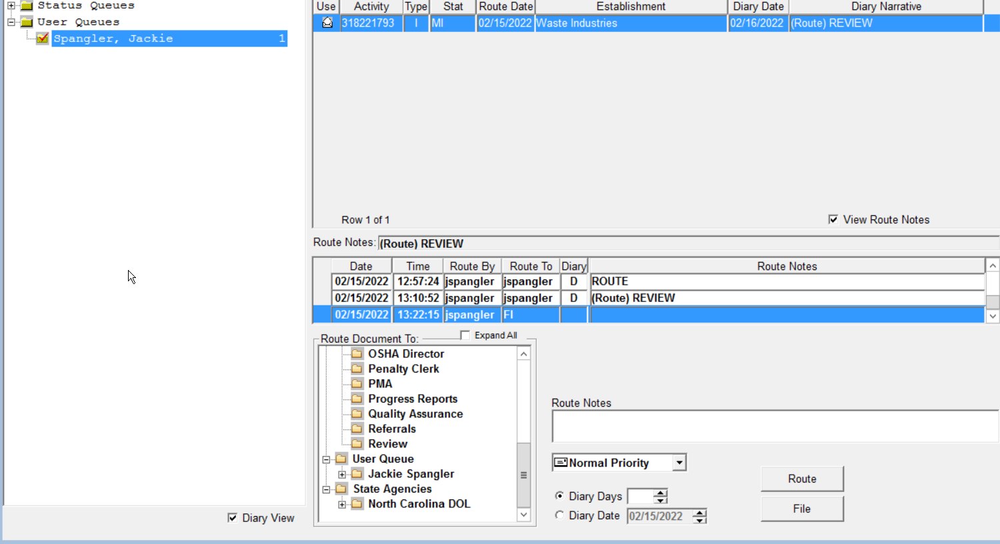 Status Queues
User Queues
Spangler, Jackie 1
Diary View
Use Activity Type Stat Route Date Establishment Diary Date Diary Narrative
318221793 I MI 02/15/2022 Waste Industries 02/16/2022 (Route) REVIEW
Row 1 of 1
View Route Notes
Route Notes: (Route) REVIEW
Date Time Route By Route To Diary Route Notes
02/15/2022 12:57:24 jspangler jspangler D ROUTE
02/15/2022 13:10:52 jspangler jspangler D (Route) REVIEW
02/15/2022 13:22:15 jspangler FI
Route Document To: Expand All
OSHA Director
Penalty Clerk
PMA
Progress Reports
Quality Assurance
Referrals
Review
User Queue
Jackie Spangler
State Agencies
North Carolina DOL
Route Notes
Normal Priority
Diary Days
Diary Date 02/15/2022
Route
File